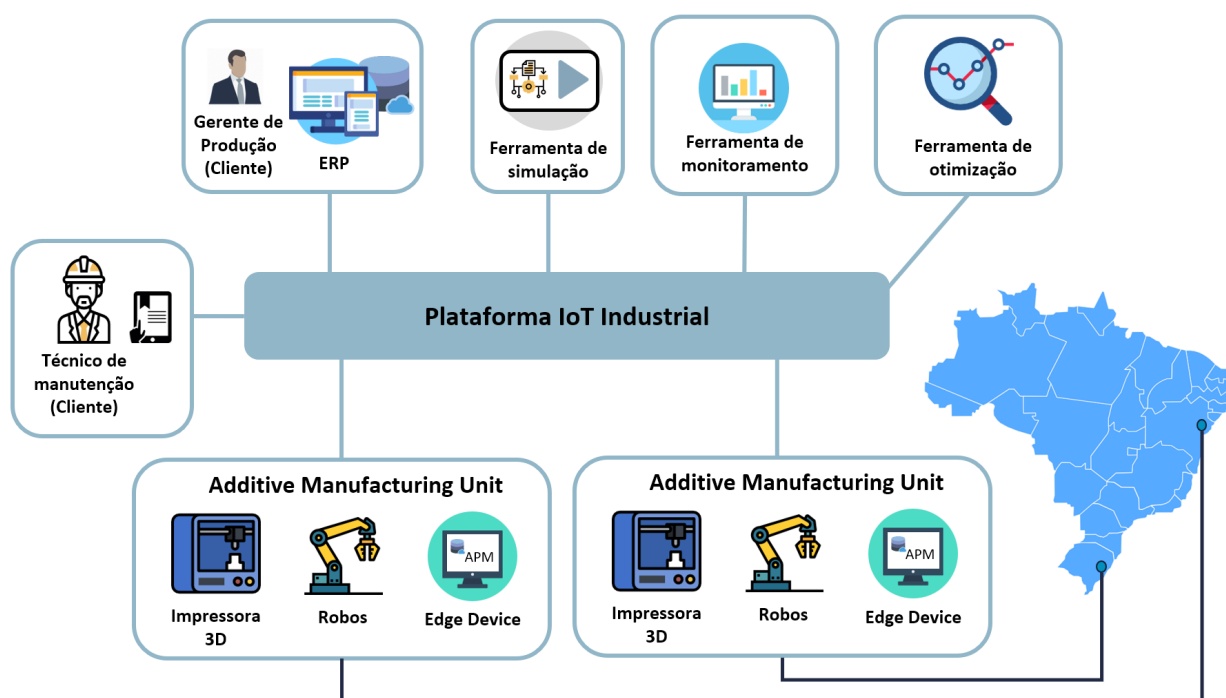 Gerente de
Produção
(Cliente)
ERP
Ferramenta de
simulação
Ferramenta de
monitoramento
Ferramenta de
otimização
Técnico de
manutenção
(Cliente)
Plataforma IoT Industrial
Additive Manufacturing Unit
APM
Impressora
3D
Robos
Edge Device
Additive Manufacturing Unit
APM
Impressora
3D
Robos
Edge Device